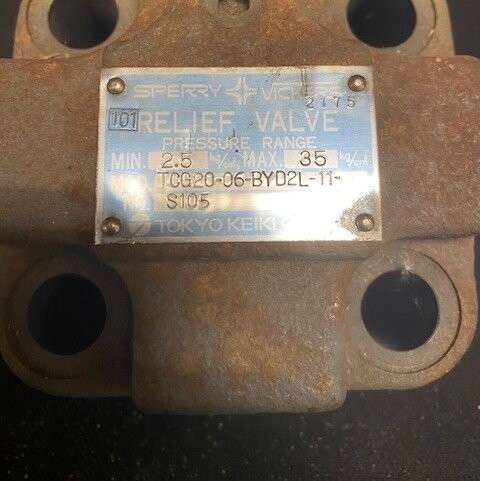 SPERRY VICKERS
2175
101 RELIEF VALVE
PRESSURE RANGE
MIN. 2.5 kg/cm² MAX. 35 kg/cm²
TCG20-06-BYD2L-11-
S105
TOKYO KEIKI